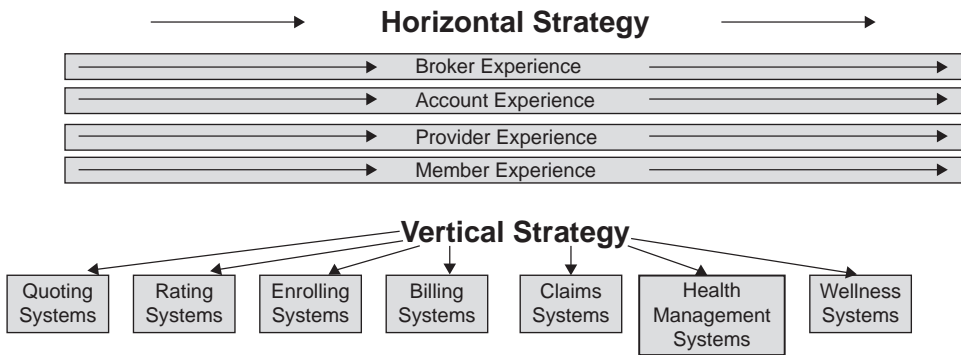 Horizontal Strategy
Broker Experience
Account Experience
Provider Experience
Member Experience
Vertical Strategy
Quoting
Systems
Rating
Systems
Enrolling
Systems
Billing
Systems
Claims
Systems
Health
Management
Systems
Wellness
Systems